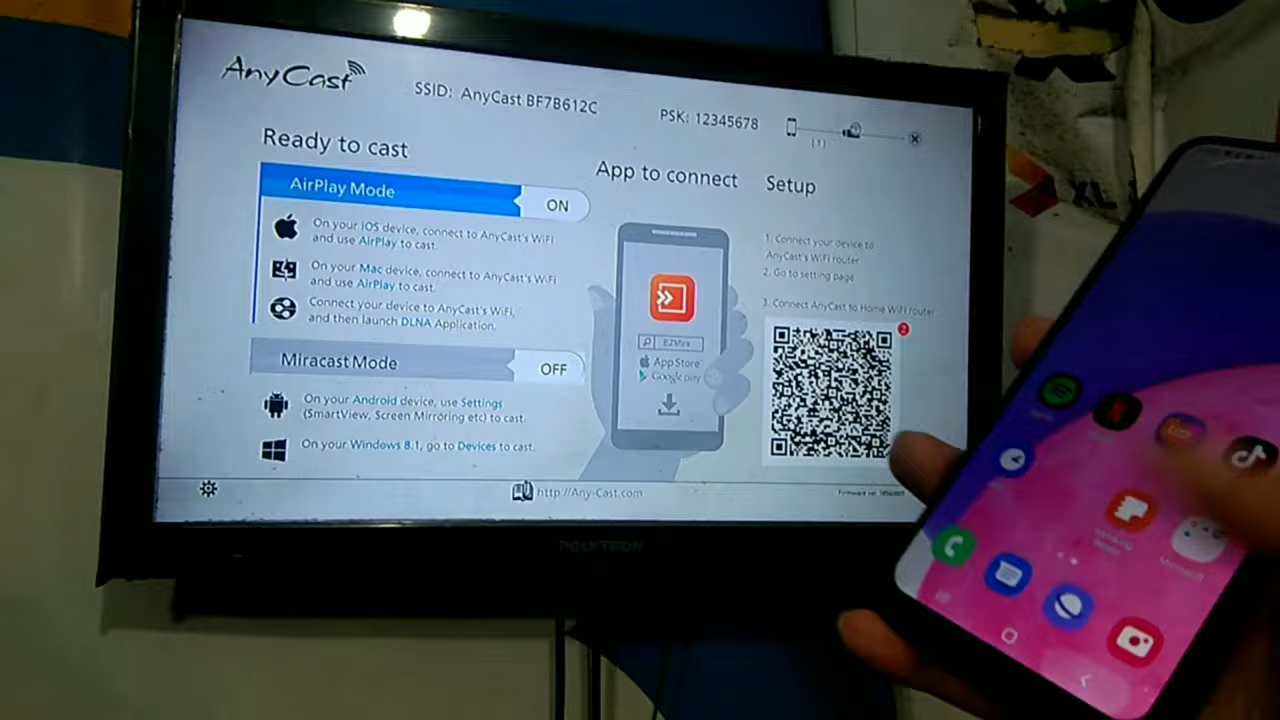 AnyCast
SSID: AnyCast BF7B612C
PSK: 12345678
(1)
Ready to cast
AirPlay Mode
ON
On your iOS device, connect to AnyCast's WiFi
and use AirPlay to cast.
On your Mac device, connect to AnyCast's WiFi
and use AirPlay to cast.
Connect your device to AnyCast's WiFi,
and then launch DLNA Application.
Miracast Mode
OFF
On your Android device, use Settings
(SmartView, Screen Mirroring etc) to cast.
On your Windows 8.1, go to Devices to cast.
App to connect
EZMira
App Store
Google play
Setup
1. Connect your device to
AnyCast's WiFi router
2. Go to setting page
3. Connect AnyCast to Home WiFi router
2
http://Any-Cast.com
Firmware ver.
POLYTRON
XL